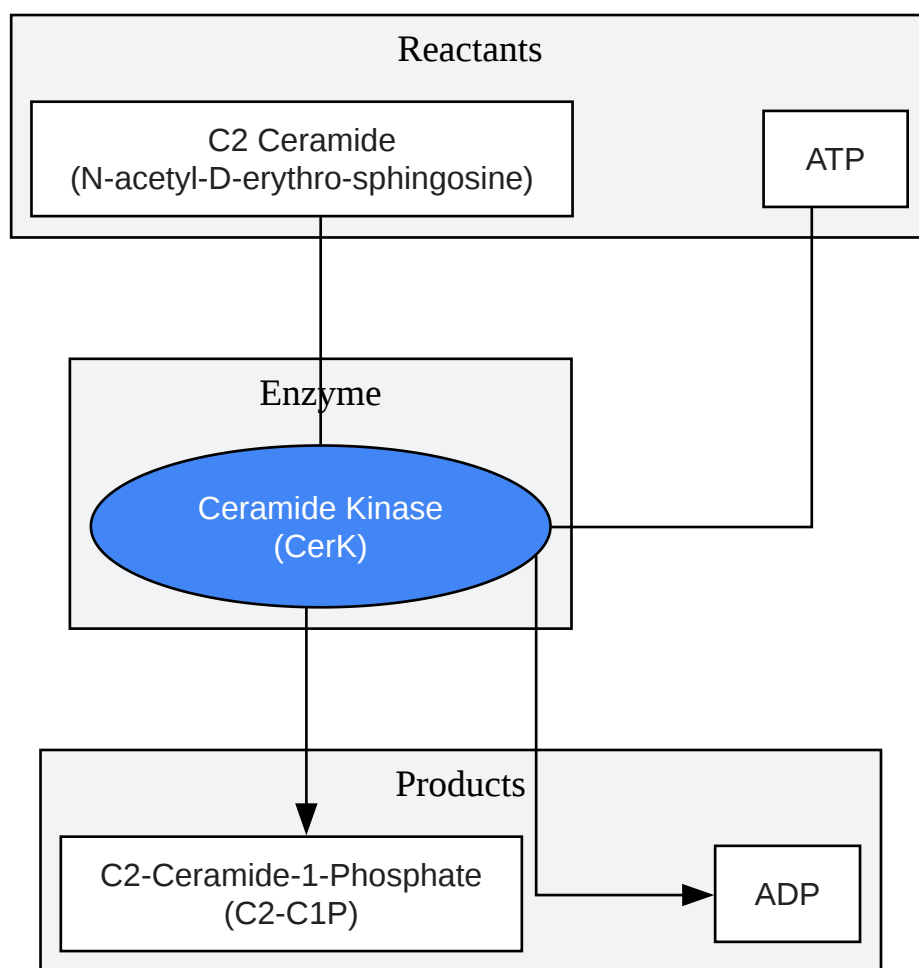 Reactants
C2 Ceramide
(N-acetyl-D-erythro-sphingosine)
ATP
Enzyme
Ceramide Kinase
(CerK)
Products
C2-Ceramide-1-Phosphate
(C2-C1P)
ADP